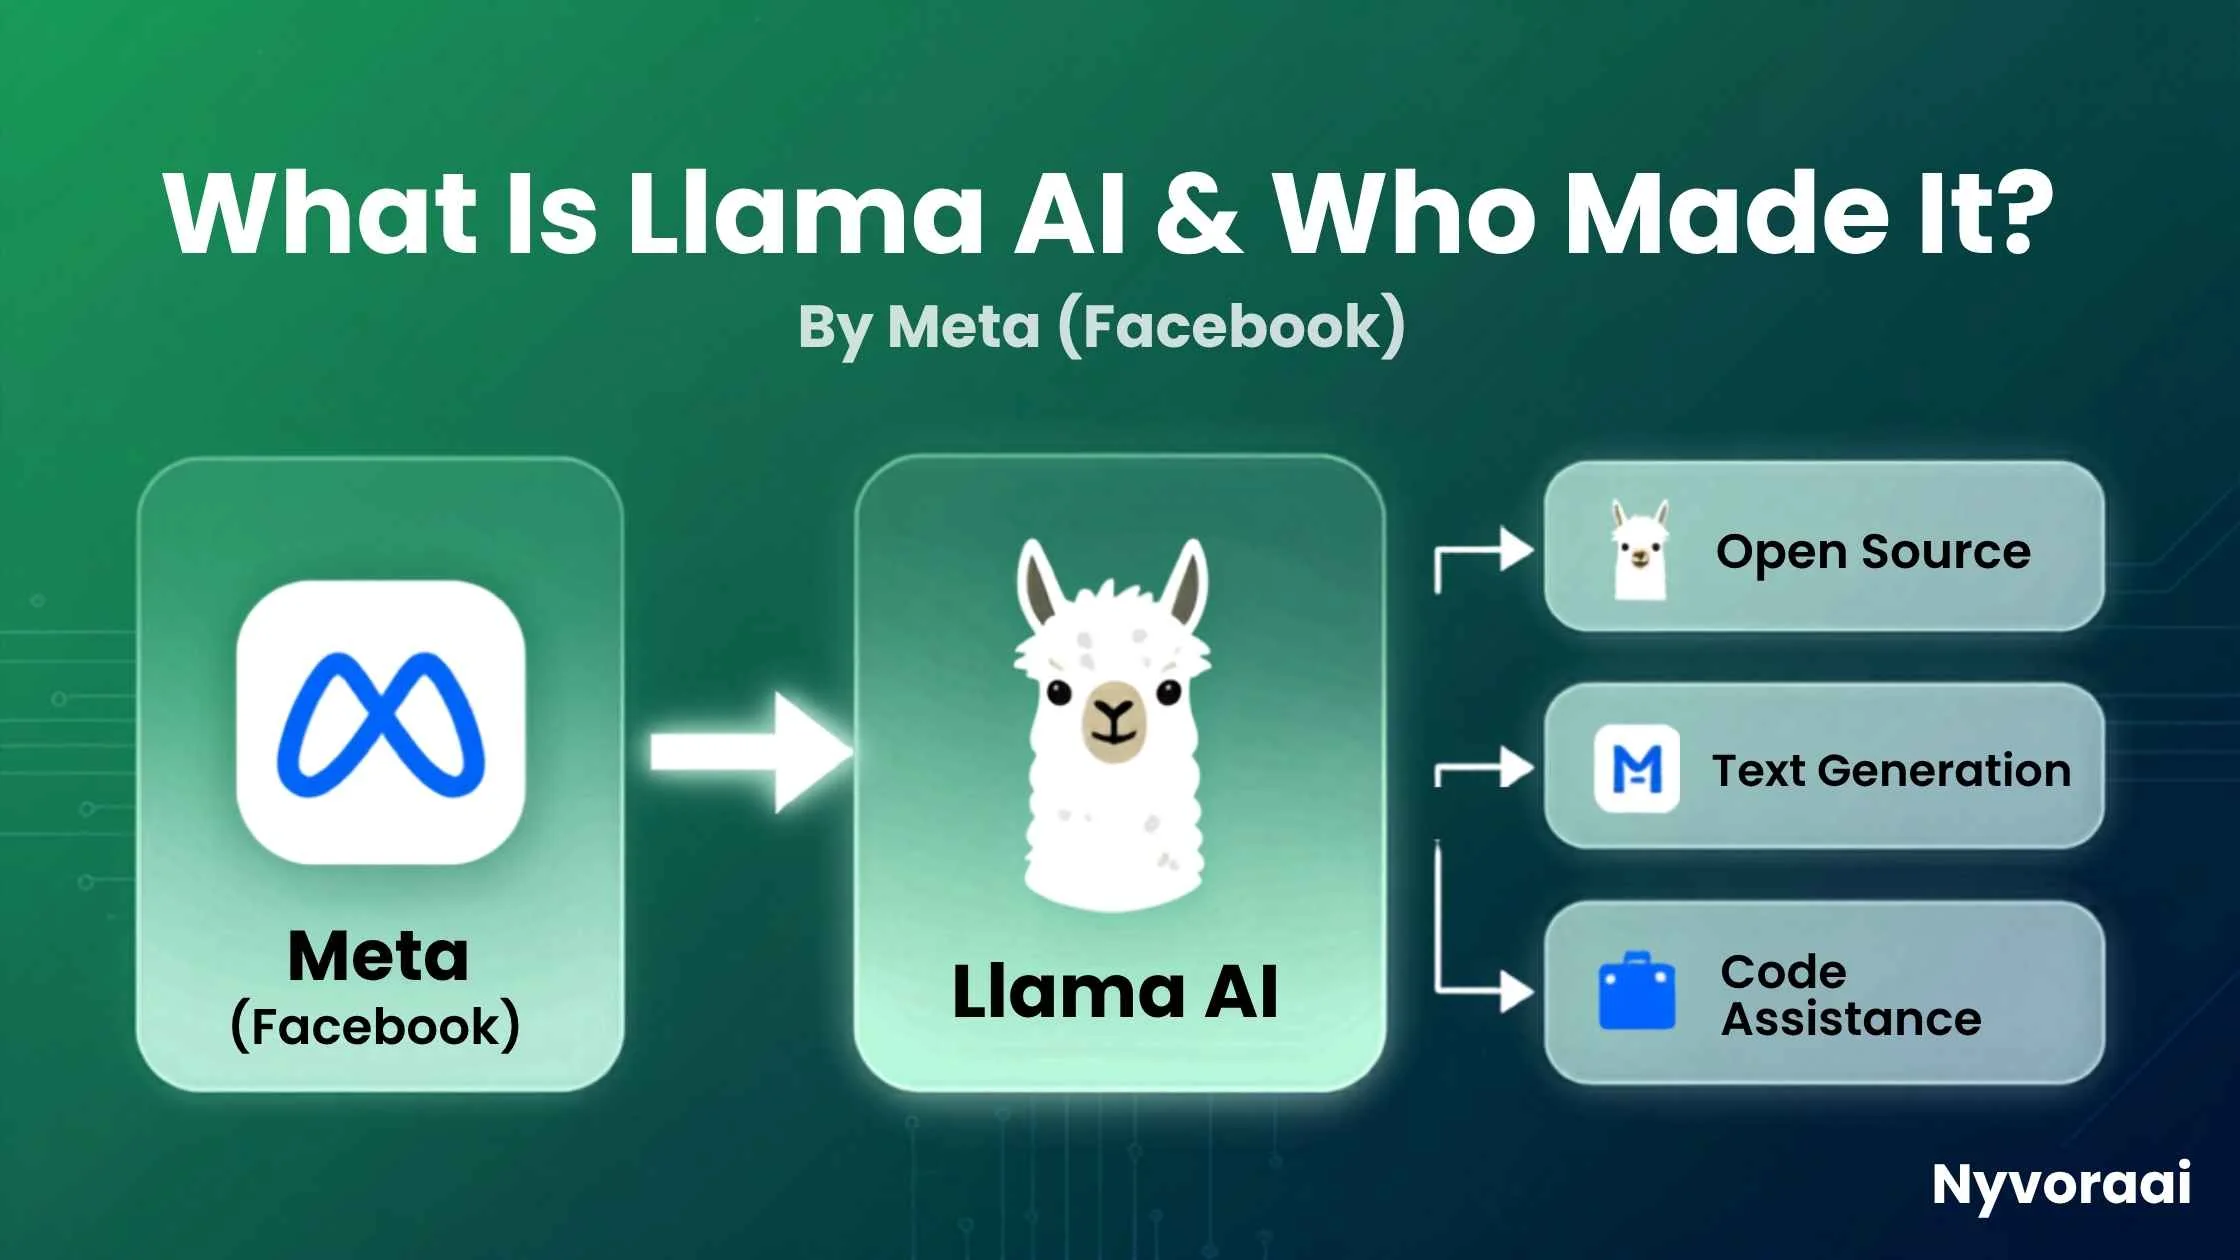 What Is Llama AI & Who Made It?
By Meta (Facebook)
Meta
(Facebook)
Llama AI
Open Source
M
Text Generation
Code
Assistance
Nyvoraai